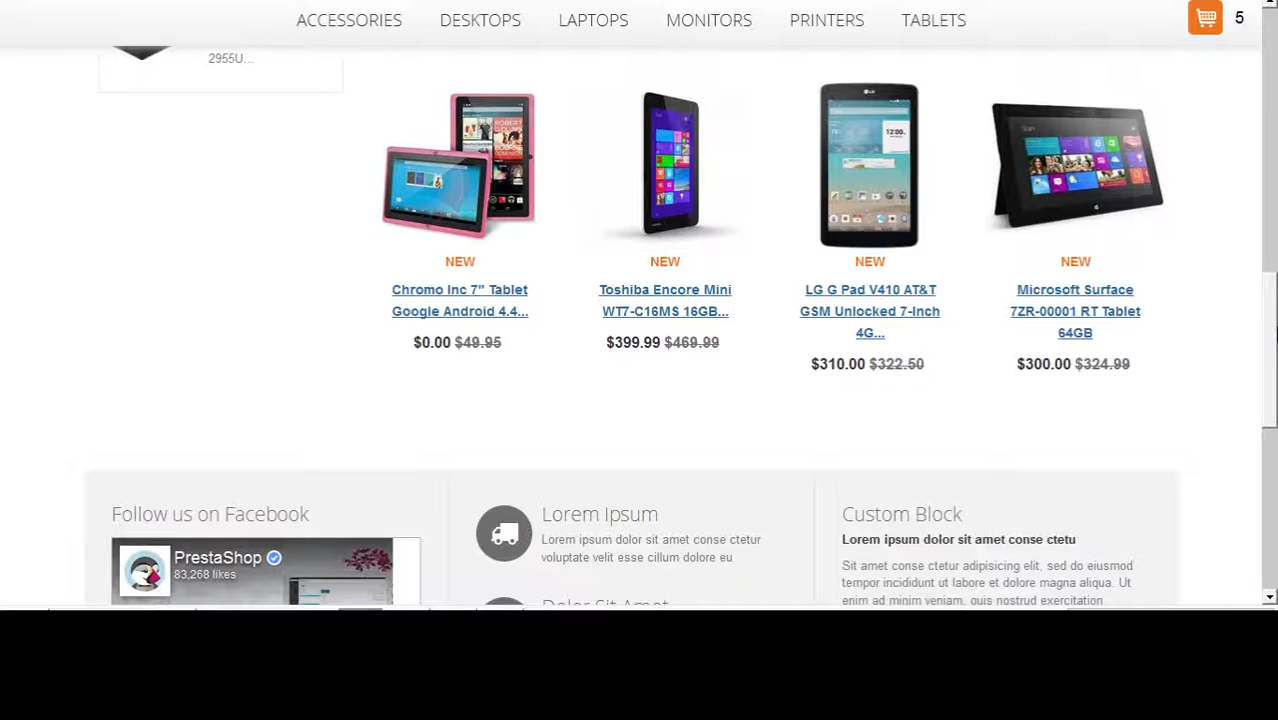 ACCESSORIES DESKTOPS LAPTOPS MONITORS PRINTERS TABLETS 5
2955U...
NEW
Chromo Inc 7" Tablet
Google Android 4.4...
$0.00 $49.95
NEW
Toshiba Encore Mini
WT7-C16MS 16GB...
$399.99 $469.99
NEW
LG G Pad V410 AT&T
GSM Unlocked 7-Inch
4G...
$310.00 $322.50
NEW
Microsoft Surface
7ZR-00001 RT Tablet
64GB
$300.00 $324.99
Follow us on Facebook
PrestaShop
83,268 likes
Lorem Ipsum
Lorem ipsum dolor sit amet conse ctetur
voluptate velit esse cillum dolore eu
Dolor Sit Amet
Custom Block
Lorem ipsum dolor sit amet conse ctetu
Sit amet conse ctetur adipisicing elit, sed do eiusmod
tempor incididunt ut labore et dolore magna aliqua. Ut
enim ad minim veniam, quis nostrud exercitation